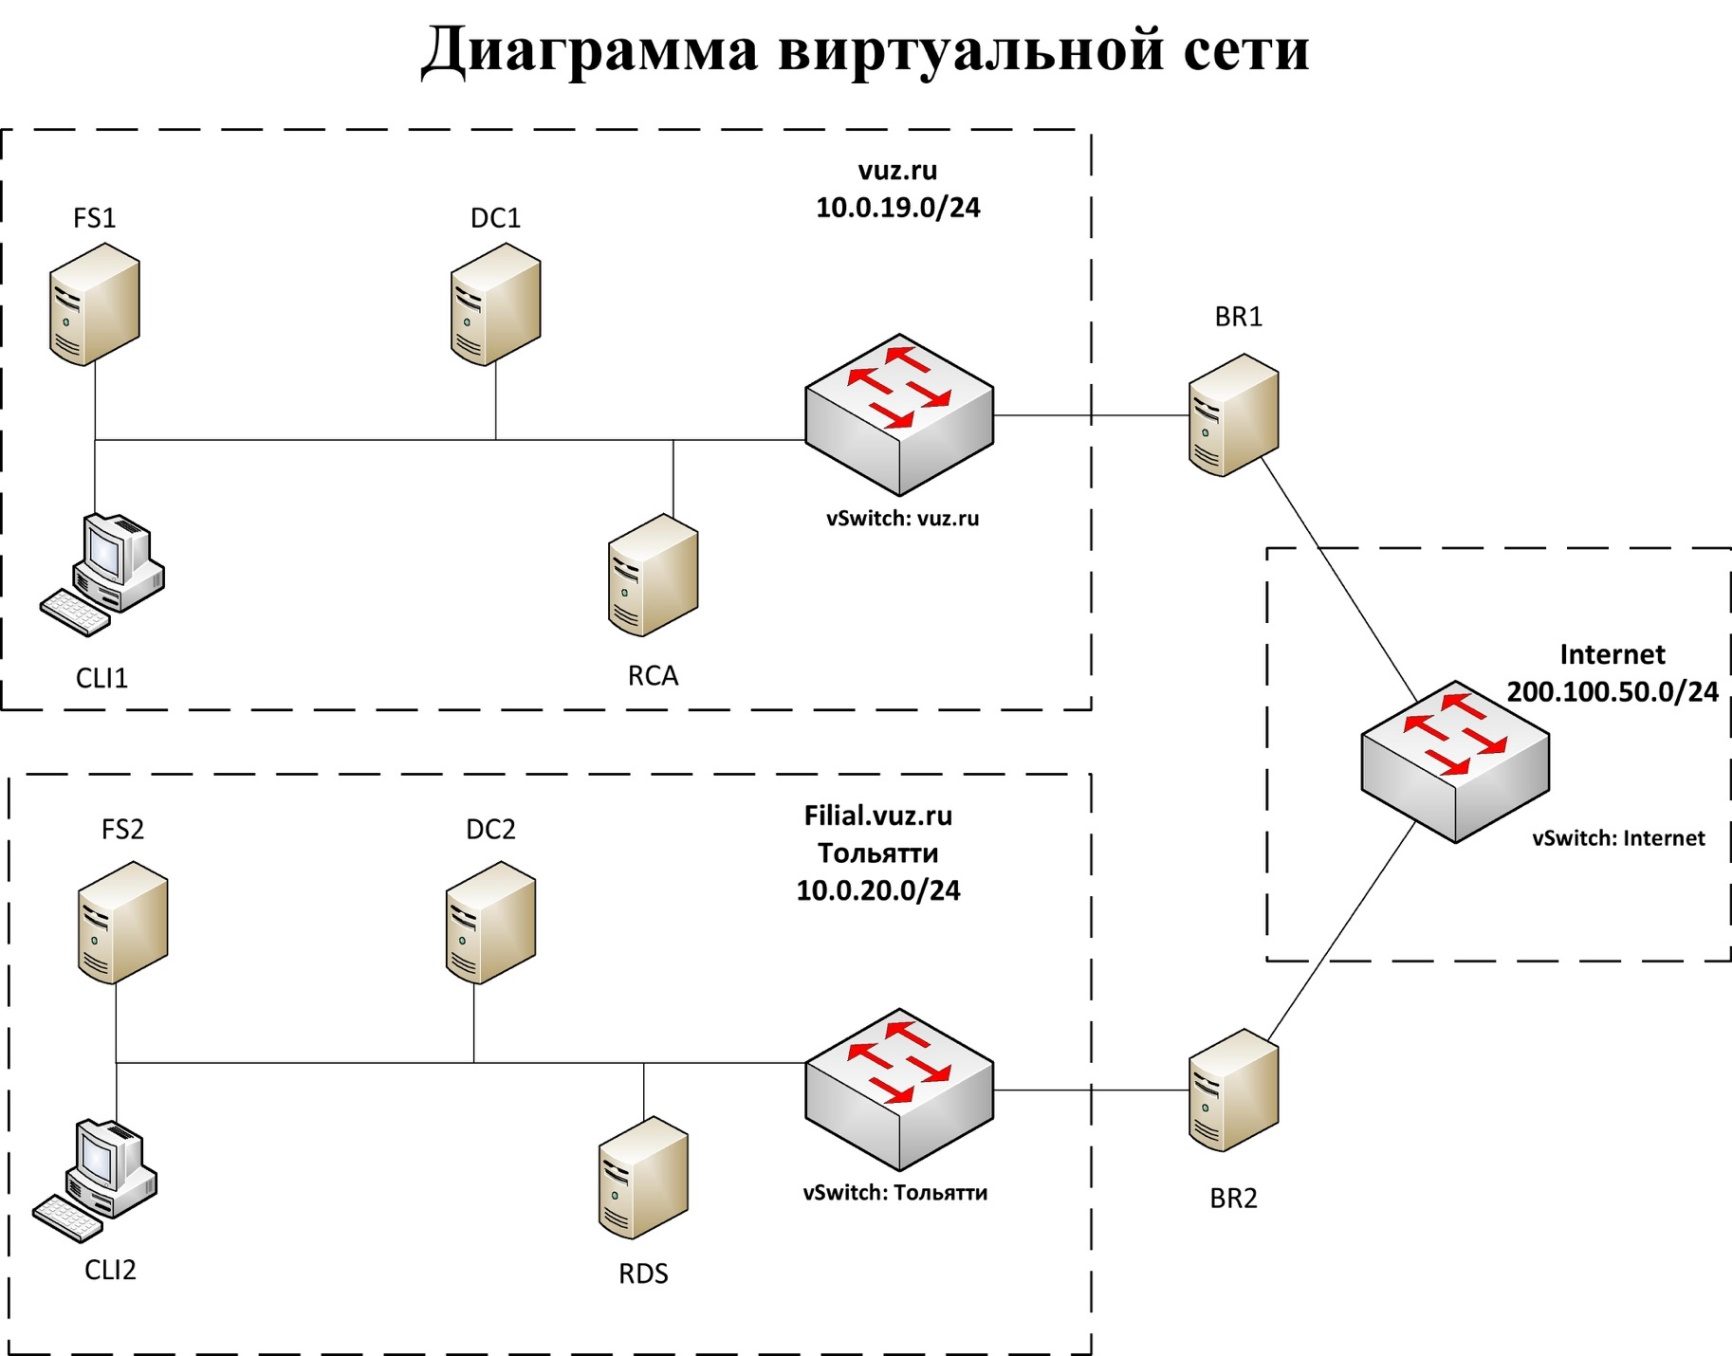 Диаграмма виртуальной сети
vuz.ru
10.0.19.0/24
FS1
DC1
BR1
vSwitch: vuz.ru
CLI1
RCA
Internet
200.100.50.0/24
vSwitch: Internet
Filial.vuz.ru
Тольятти
10.0.20.0/24
FS2
DC2
vSwitch: Тольятти
BR2
CLI2
RDS